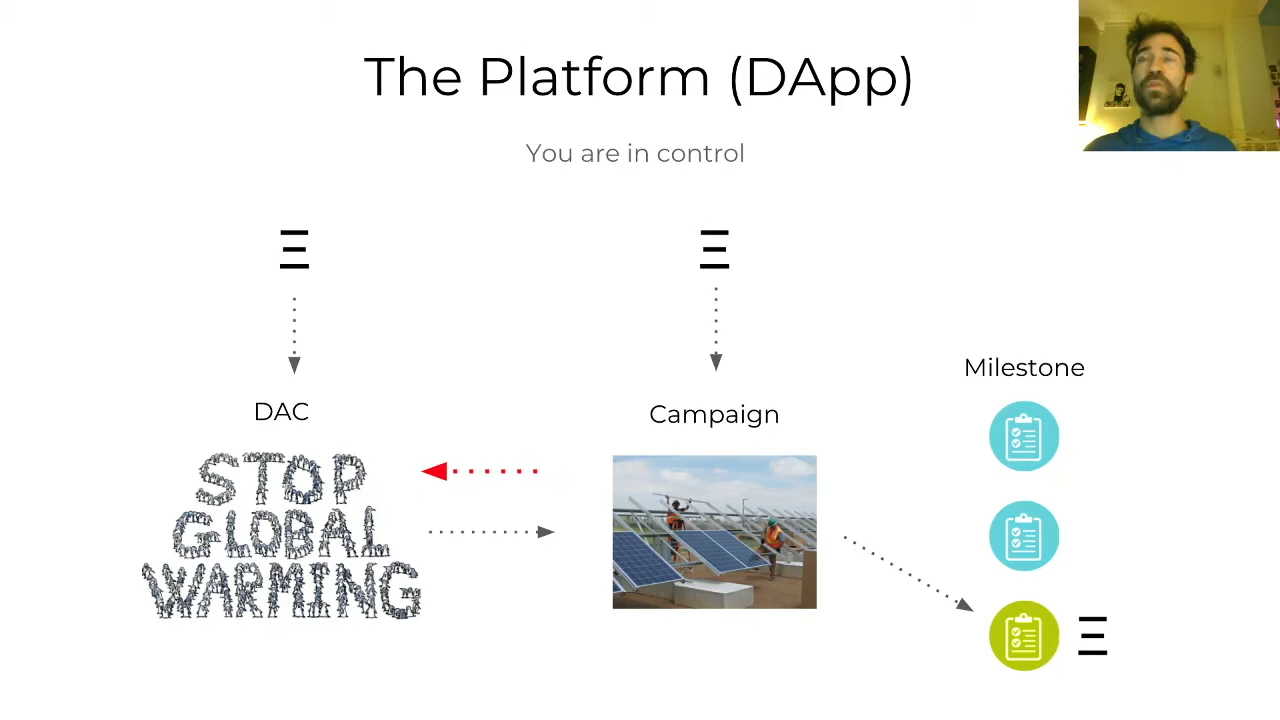 The Platform (DApp)
You are in control
Ξ
Ξ
Milestone
DAC
Campaign
STOP
GLOBAL
WARMING
Ξ